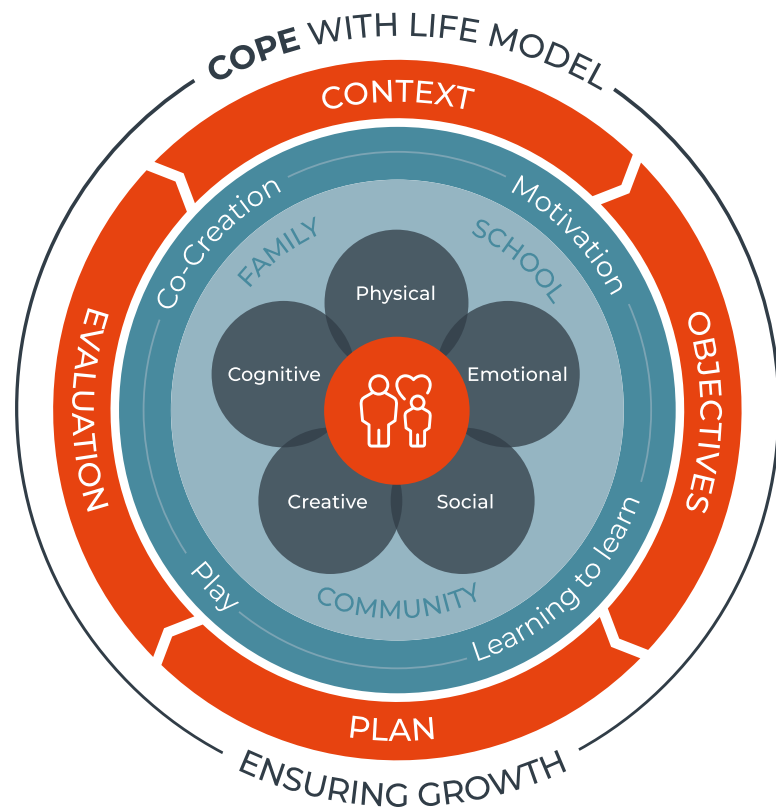 COPE WITH LIFE MODEL
CONTEXT
OBJECTIVES
PLAN
EVALUATION
Co-Creation
Motivation
Learning to learn
Play
FAMILY
SCHOOL
COMMUNITY
Physical
Emotional
Social
Creative
Cognitive
ENSURING GROWTH